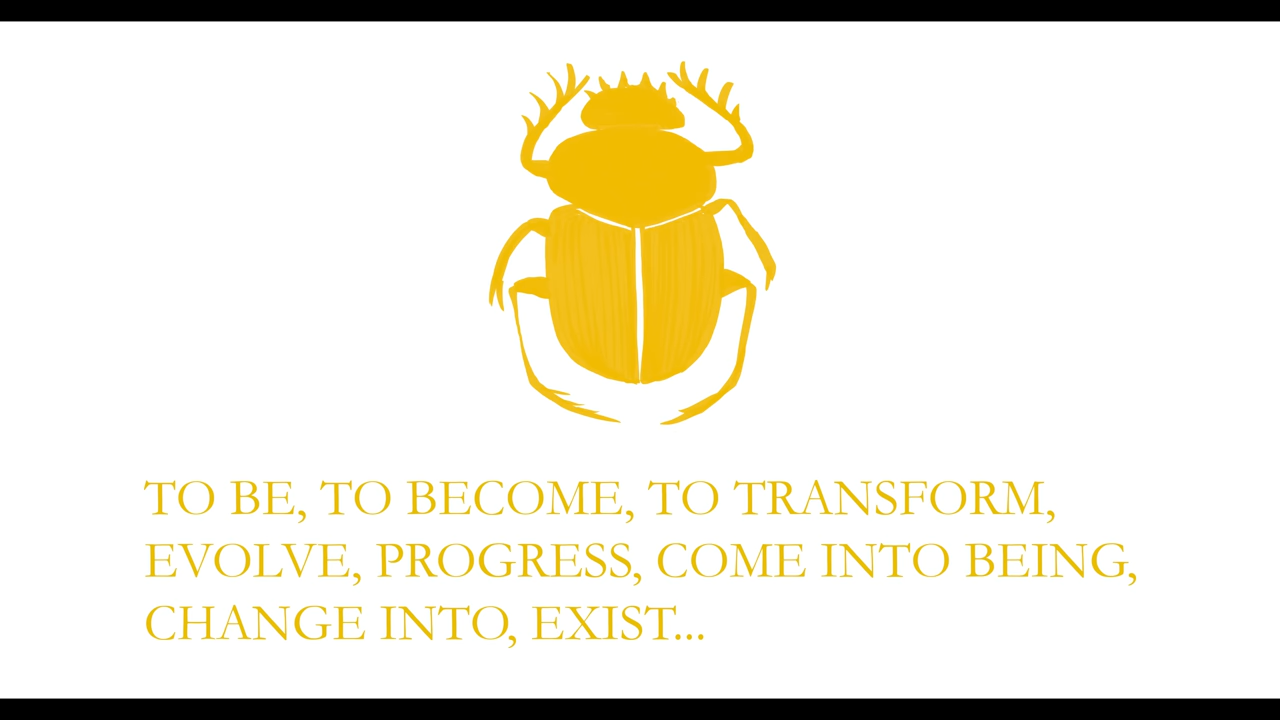 TO BE, TO BECOME, TO TRANSFORM,
EVOLVE, PROGRESS, COME INTO BEING,
CHANGE INTO, EXIST...